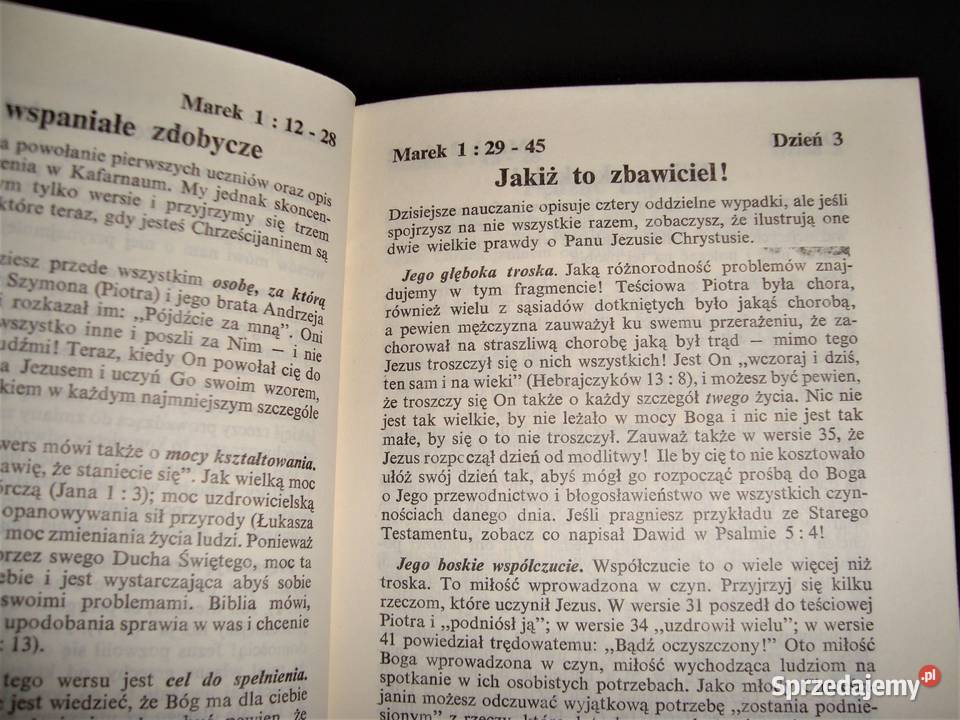 Marek 1 : 12 - 28
wspaniałe zdobycze
a powołanie pierwszych uczniów oraz opis
enia w Kafarnaum. My jednak skoncen-
ym tylko wersie i przyjrzymy się trzem
które teraz, gdy jesteś Chrześcijaninem są
ziesz przede wszystkim osobę, za którą
Szymona (Piotra) i jego brata Andrzeja
i rozkazał im: „Pójdźcie za mną”. Oni
wszystko inne i poszli za Nim — i nie
udźmi! Teraz, kiedy On powołał cię do
a Jezusem i uczyń Go swoim wzorem,
kiem w każdym najmniejszym szczególe
wers mówi także o mocy kształtowania.
awię, że staniecie się”. Jak wielką moc
órczą (Jana 1 : 3); moc uzdrowicielską
opanowywania sił przyrody (Łukasza
moc zmieniania życia ludzi. Ponieważ
przez swego Ducha Świętego, moc ta
ebie i jest wystarczająca abyś sobie
swoimi problemami. Biblia mówi,
upodobania sprawia w was i chcenie
: 13).
tego wersu jest cel do spełnienia.
e jest wiedzieć, że Bóg ma dla ciebie
Marek 1 : 29 - 45 Dzień 3
Jakiż to zbawiciel!
Dzisiejsze nauczanie opisuje cztery oddzielne wypadki, ale jeśli
spojrzysz na nie wszystkie razem, zobaczysz, że ilustrują one
dwie wielkie prawdy o Panu Jezusie Chrystusie.
Jego głęboka troska. Jaką różnorodność problemów znaj-
dujemy w tym fragmencie! Teściowa Piotra była chora,
również wielu z sąsiadów dotkniętych było jakąś chorobą,
a pewien mężczyzna zauważył ku swemu przerażeniu, że za-
chorował na straszliwą chorobę jaką był trąd — mimo tego
Jezus troszczył się o nich wszystkich! Jest On „wczoraj i dziś,
ten sam i na wieki” (Hebrajczyków 13 : 8), i możesz być pewien,
że troszczy się On także o każdy szczegół twego życia. Nic nie
jest tak wielkie, by nie leżało w mocy Boga i nic nie jest tak
małe, by się o to nie troszczył. Zauważ także w wersie 35, że
Jezus rozpoczął dzień od modlitwy! Ile by cię to nie kosztowało
ułóż swój dzień tak, abyś mógł go rozpocząć prośbą do Boga
o Jego przewodnictwo i błogosławieństwo we wszystkich czyn-
nościach danego dnia. Jeśli pragniesz przykładu ze Starego
Testamentu, zobacz co napisał Dawid w Psalmie 5 : 4!
Jego boskie współczucie. Współczucie to o wiele więcej niż
troska. To miłość wprowadzona w czyn. Przyjrzyj się kilku
rzeczom, które uczynił Jezus. W wersie 31 poszedł do teściowej
Piotra i „podniósł ją”; w wersie 34 „uzdrowił wielu”; w wersie
41 powiedział trędowatemu: „Bądź oczyszczony!” Oto miłość
Boga wprowadzona w czyn, miłość wychodząca ludziom na
spotkanie w ich osobistych potrzebach. Jako młody chrześci-
janin możesz odczuwać wyjątkową potrzebę „zostania podnie-
sionym” z
Sprzedajemy.pl